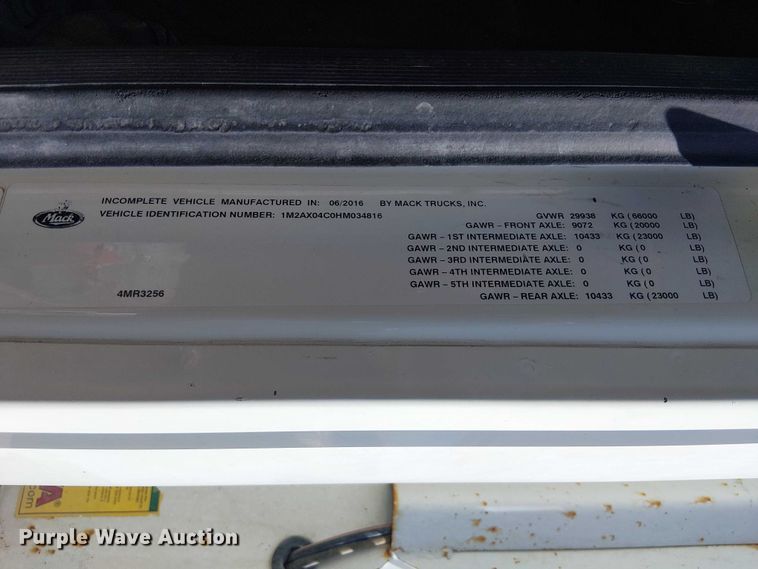 Mack
INCOMPLETE VEHICLE MANUFACTURED IN: 06/2016 BY MACK TRUCKS, INC.
VEHICLE IDENTIFICATION NUMBER: 1M2AX04C0HM034816
GVWR 29938 KG ( 66000 LB)
GAWR - FRONT AXLE: 9072 KG ( 20000 LB)
GAWR - 1ST INTERMEDIATE AXLE: 10433 KG ( 23000 LB)
GAWR - 2ND INTERMEDIATE AXLE: 0 KG ( 0 LB)
GAWR - 3RD INTERMEDIATE AXLE: 0 KG ( 0 LB)
GAWR - 4TH INTERMEDIATE AXLE: 0 KG ( 0 LB)
GAWR - 5TH INTERMEDIATE AXLE: 0 KG ( 0 LB)
GAWR - REAR AXLE: 10433 KG ( 23000 LB)
4MR3256
A®
.com
Purple Wave Auction®